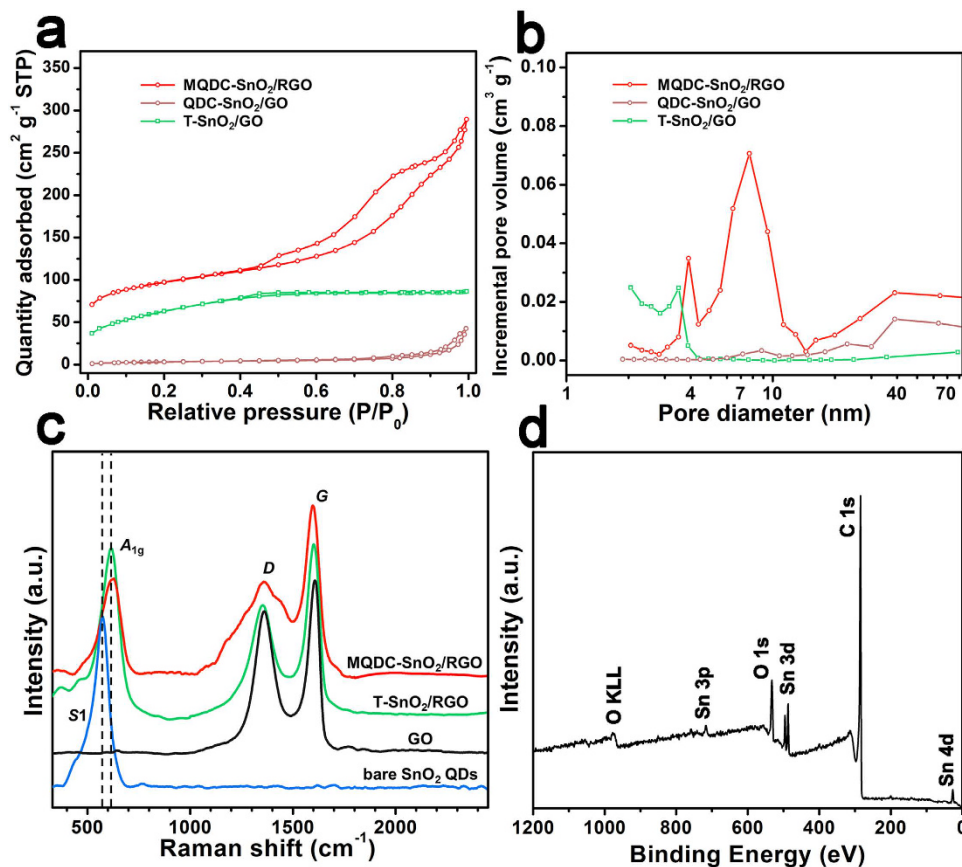 a
MQDC-SnO₂/RGO
QDC-SnO₂/GO
T-SnO₂/GO
Quantity adsorbed (cm² g⁻¹ STP)
350
300
250
200
150
100
50
0
0.0 0.2 0.4 0.6 0.8 1.0
Relative pressure (P/P₀)
b
MQDC-SnO₂/RGO
QDC-SnO₂/GO
T-SnO₂/GO
Incremental pore volume (cm³ g⁻¹)
0.10
0.08
0.06
0.04
0.02
0.00
1 4 7 10 40 70
Pore diameter (nm)
c
Intensity (a.u.)
A₁g
S1
D
G
MQDC-SnO₂/RGO
T-SnO₂/RGO
GO
bare SnO₂ QDs
500 1000 1500 2000
Raman shift (cm⁻¹)
d
Intensity (a.u.)
O KLL
Sn 3p
O 1s
Sn 3d
C 1s
Sn 4d
1200 1000 800 600 400 200 0
Binding Energy (eV)